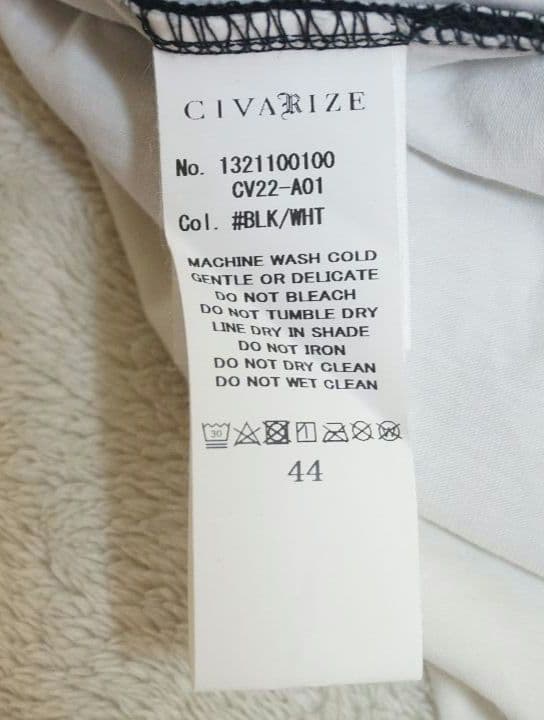 CIVARIZE
No. 1321100100
CV22-A01
Col. #BLK/WHT
MACHINE WASH COLD
GENTLE OR DELICATE
DO NOT BLEACH
DO NOT TUMBLE DRY
LINE DRY IN SHADE
DO NOT IRON
DO NOT DRY CLEAN
DO NOT WET CLEAN
30
44